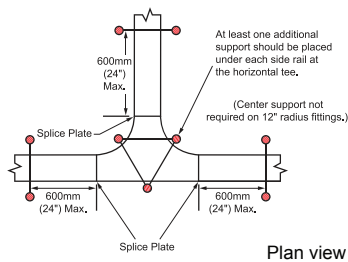 600mm
(24")
Max.
At least one additional
support should be placed
under each side rail at
the horizontal tee.
(Center support not
required on 12" radius fittings.)
Splice Plate
600mm
(24") Max.
600mm
(24") Max.
Splice Plate
Plan view